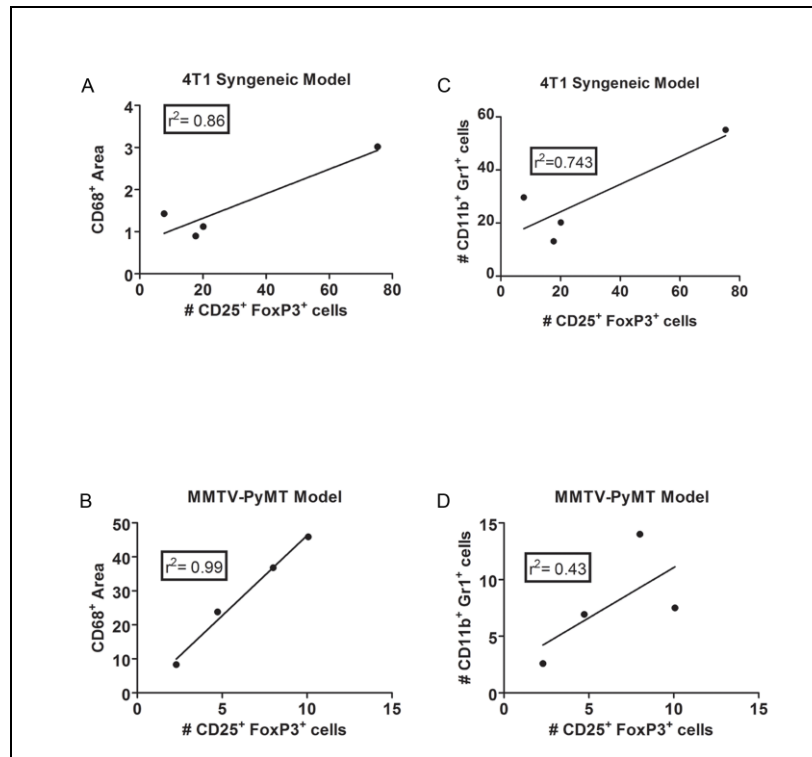 A
4T1 Syngeneic Model
r²= 0.86
CD68⁺ Area
4
3
2
1
0
0 20 40 60 80
# CD25⁺ FoxP3⁺ cells
C
4T1 Syngeneic Model
r²=0.743
# CD11b⁺ Gr1⁺ cells
60
40
20
0
0 20 40 60 80
# CD25⁺ FoxP3⁺ cells
B
MMTV-PyMT Model
r²= 0.99
CD68⁺ Area
50
40
30
20
10
0
0 5 10 15
# CD25⁺ FoxP3⁺ cells
D
MMTV-PyMT Model
r²= 0.43
# CD11b⁺ Gr1⁺ cells
15
10
5
0
0 5 10 15
# CD25⁺ FoxP3⁺ cells